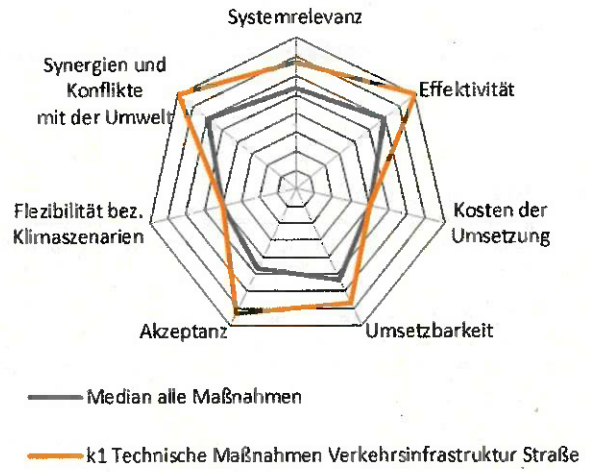 Systemrelevanz
Synergien und
Konflikte
mit der Umwelt
Effektivität
Flezibilität bez.
Klimaszenarien
Kosten der
Umsetzung
Akzeptanz
Umsetzbarkeit
Median alle Maßnahmen
k1 Technische Maßnahmen Verkehrsinfrastruktur Straße